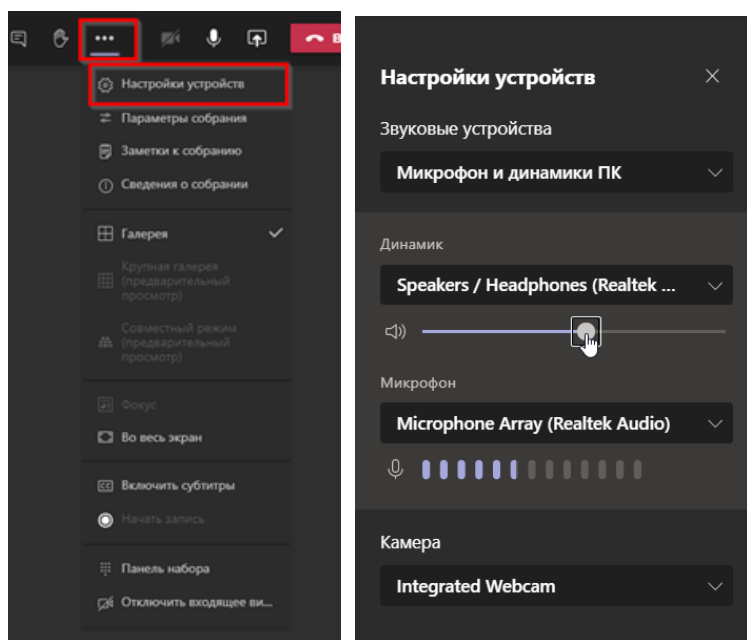 В
Настройки устройств
Параметры собрания
Заметки к собранию
Сведения о собрании
Галерея
Крупная галерея
(предварительный
просмотр)
Совместный режим
(предварительный
просмотр)
Фокус
Во весь экран
CC Включить субтитры
Начать запись
Панель набора
Отключить входящее ви...
Настройки устройств
Звуковые устройства
Микрофон и динамики ПК
Динамик
Speakers / Headphones (Realtek ...
Микрофон
Microphone Array (Realtek Audio)
Камера
Integrated Webcam